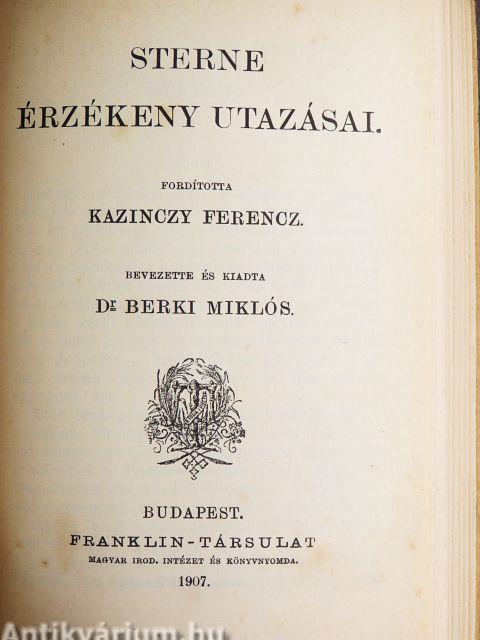 STERNE
ÉRZÉKENY UTAZÁSAI.
FORDÍTOTTA
KAZINCZY FERENCZ.
BEVEZETTE ÉS KIADTA
Dr BERKI MIKLÓS.
BUDAPEST.
FRANKLIN-TÁRSULAT
MAGYAR IROD. INTÉZET ÉS KÖNYVNYOMDA.
1907.
Antikvárium.hu